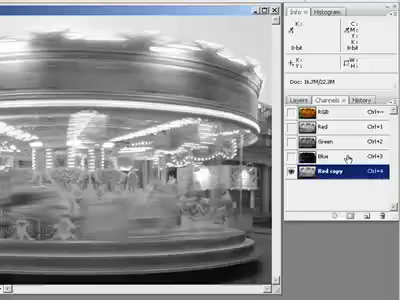 Info × Histogram
K : C :
M :
Y :
K :
8-bit 8-bit
X : W :
Y : H :
Doc: 16.7M/22.3M
Layers Channels × History
RGB Ctrl+~
Red Ctrl+1
Green Ctrl+2
Blue Ctrl+3
Red copy Ctrl+4